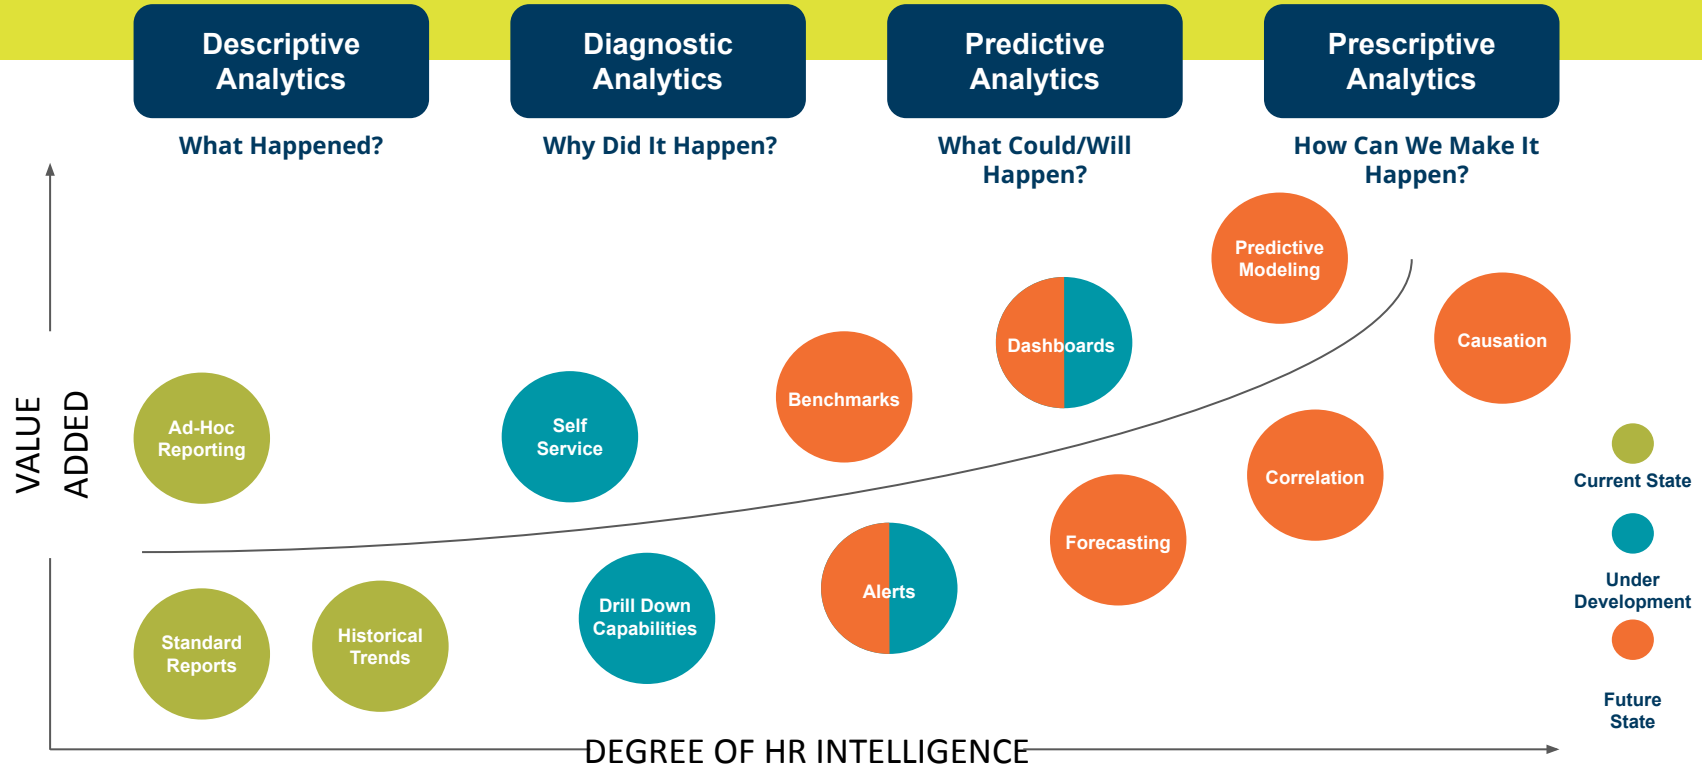 Descriptive
Analytics
Diagnostic
Analytics
Predictive
Analytics
Prescriptive
Analytics
What Happened?
Why Did It Happen?
What Could/Will
Happen?
How Can We Make It
Happen?
VALUE
ADDED
Predictive
Modeling
Dashboards
Causation
Benchmarks
Ad-Hoc
Reporting
Self
Service
Correlation
Forecasting
Alerts
Drill Down
Capabilities
Historical
Trends
Standard
Reports
Current State
Under
Development
Future
State
DEGREE OF HR INTELLIGENCE